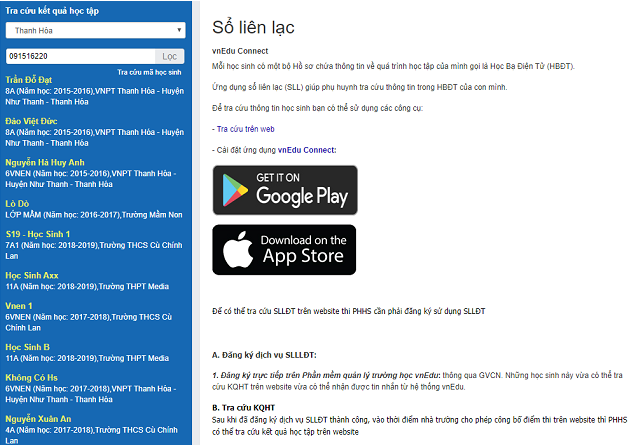 Tra cứu kết quả học tập
Thanh Hóa
091516220
Lọc
Tra cứu mã học sinh
Trần Đỗ Đạt
8A (Năm học: 2015-2016),VNPT Thanh Hóa - Huyện
Như Thanh - Thanh Hóa
Đào Việt Đức
8A (Năm học: 2015-2016),VNPT Thanh Hóa - Huyện
Như Thanh - Thanh Hóa
Nguyễn Hà Huy Anh
6VNEN (Năm học: 2015-2016),VNPT Thanh Hóa -
Huyện Như Thanh - Thanh Hóa
Lò Dò
LỚP MẦM (Năm học: 2016-2017),Trường Mầm Non
S19 - Học Sinh 1
7A1 (Năm học: 2018-2019),Trường THCS Cù Chính
Lan
Học Sinh Axx
11A (Năm học: 2018-2019),Trường THPT Media
Vnen 1
6VNEN (Năm học: 2017-2018),Trường THCS Cù
Chính Lan
Học Sinh B
11A (Năm học: 2018-2019),Trường THPT Media
Không Có Hs
6VNEN (Năm học: 2017-2018),VNPT Thanh Hóa -
Huyện Như Thanh - Thanh Hóa
Nguyễn Xuân An
4A (Năm học: 2017-2018),Trường THCS Cù Chính
Lan
Sổ liên lạc
vnEdu Connect
Mỗi học sinh có một bộ Hồ sơ chứa thông tin về quá trình học tập của mình gọi là Học Bạ Điện Tử (HBĐT).
Ứng dụng sổ liên lạc (SLL) giúp phụ huynh tra cứu thông tin trong HBĐT của con mình.
Để tra cứu thông tin học sinh bạn có thể sử dụng các công cụ:
- Tra cứu trên web
- Cài đặt ứng dụng vnEdu Connect:
GET IT ON
Google Play
Download on the
App Store
Để có thể tra cứu SLLĐT trên website thì PHHS cần phải đăng ký sử dụng SLLĐT
A. Đăng ký dịch vụ SLLLĐT:
1. Đăng ký trực tiếp trên Phần mềm quản lý trường học vnEdu: thông qua GVCN. Những học sinh này vừa có thể tra
cứu KQHT trên website vừa có thể nhận được tin nhắn từ hệ thống vnEdu.
B. Tra cứu KQHT
Sau khi đã đăng ký dịch vụ SLLĐT thành công, vào thời điểm nhà trường cho phép công bố điểm thi trên website thì PHHS
có thể tra cứu kết quả học tập trên website